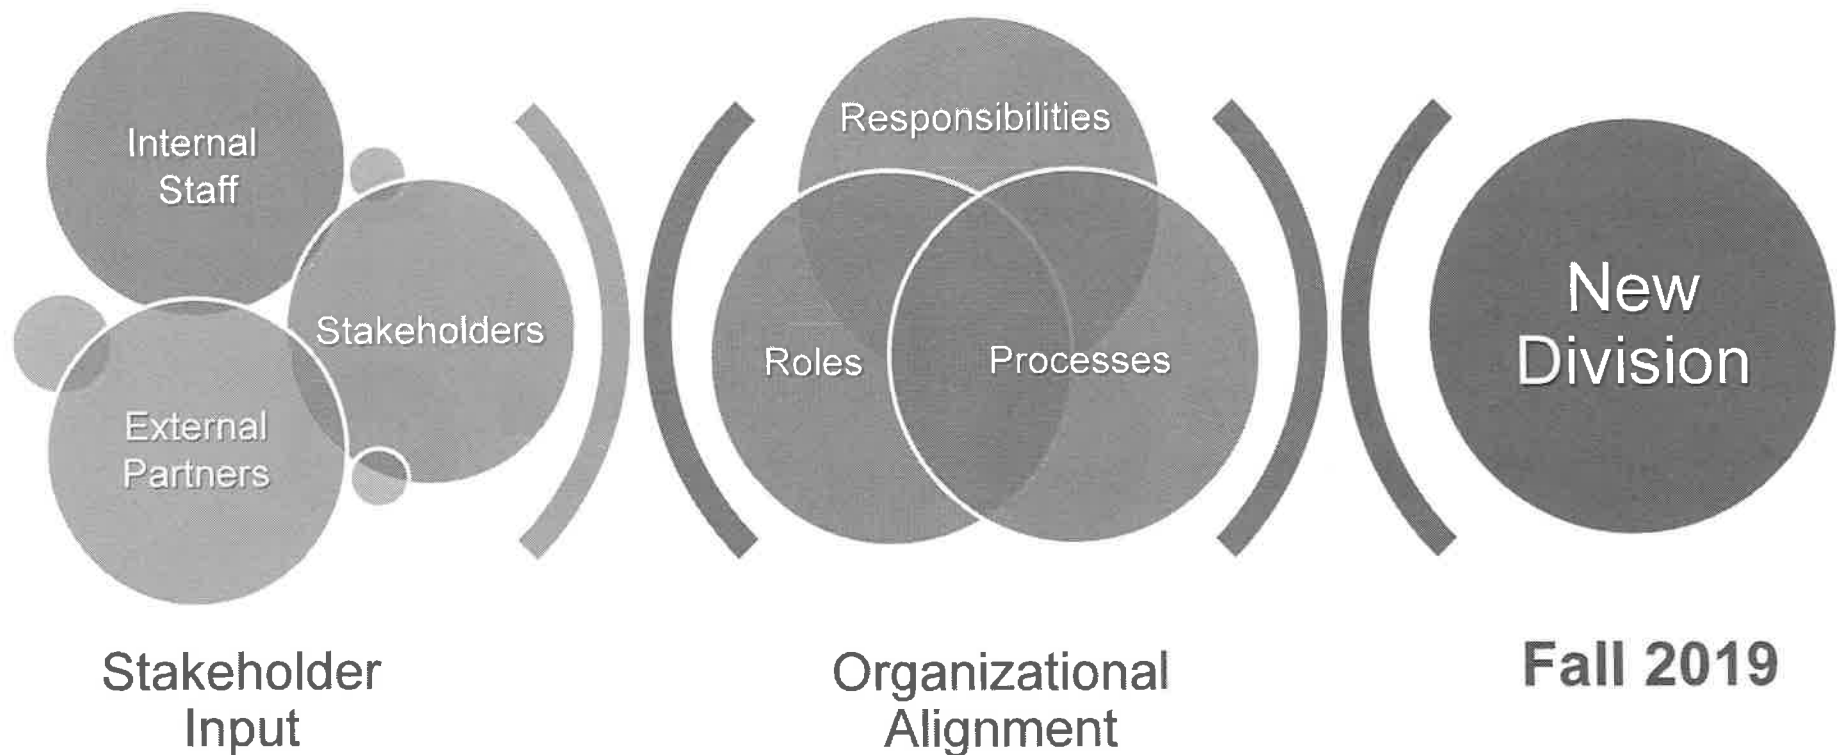 Internal
Staff
Stakeholders
External
Partners
Stakeholder
Input
Responsibilities
Roles
Processes
Organizational
Alignment
New
Division
Fall 2019